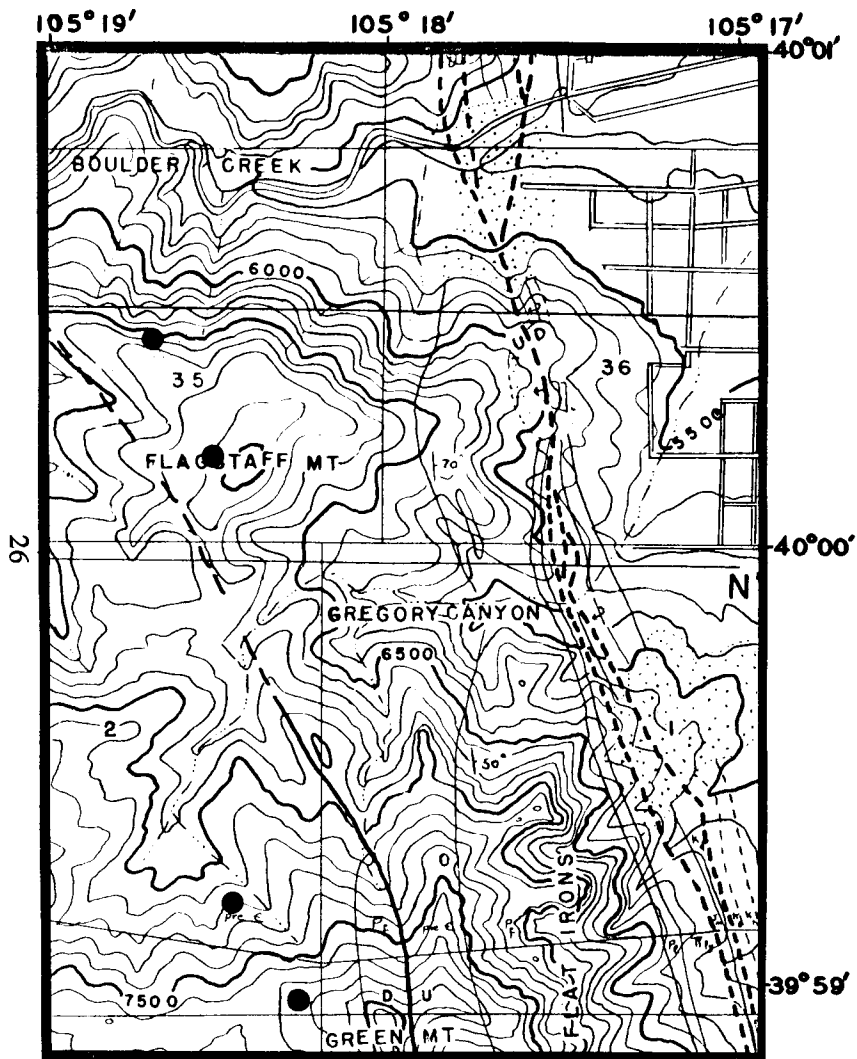 105° 19′ 105° 18′ 105° 17′
40° 01′
BOULDER CREEK
6000
U D
35 36
5500
FLAGSTAFF MT
70
26
40° 00′
N
GREGORY CANYON
6500
2 1
50°
FLAT IRONS
39° 59′
7500
D U
GREEN MT